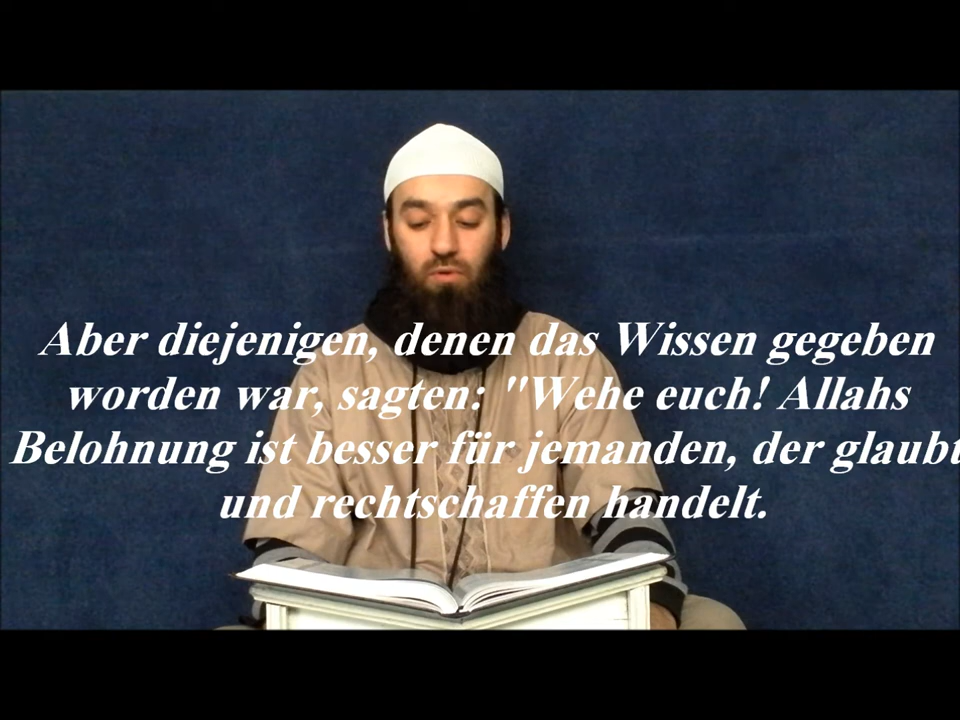 Aber diejenigen, denen das Wissen gegeben
worden war, sagten: "Wehe euch! Allahs
Belohnung ist besser für jemanden, der glaubt
und rechtschaffen handelt.